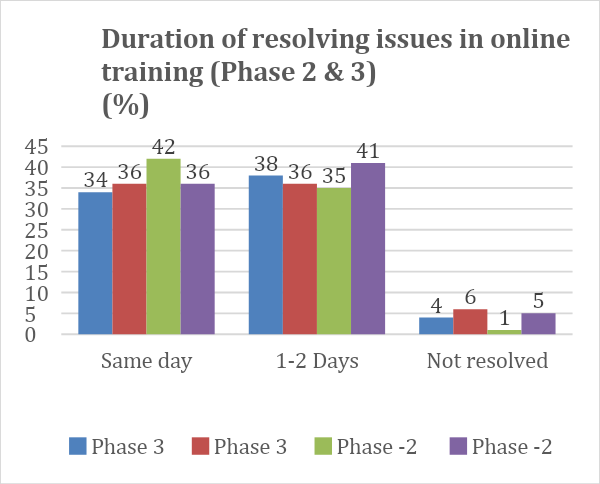 Duration of resolving issues in online
training (Phase 2 & 3)
(%)
45
40
35
30
25
20
15
10
5
0
34 36 42 36
38 36 35 41
4 6 1 5
Same day 1-2 Days Not resolved
Phase 3 Phase 3 Phase -2 Phase -2